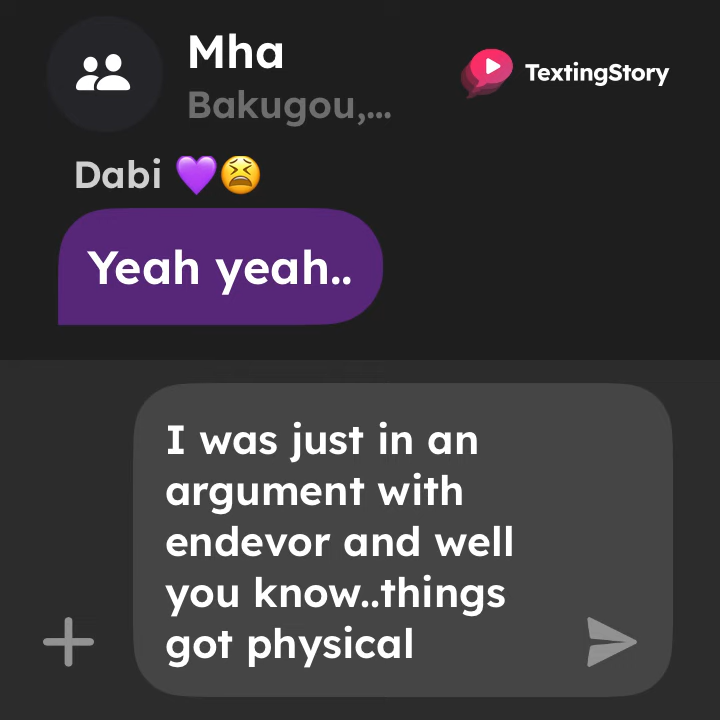 Mha
TextingStory
Bakugou,...
Dabi 💜😫
Yeah yeah..
I was just in an
argument with
endevor and well
you know..things
got physical